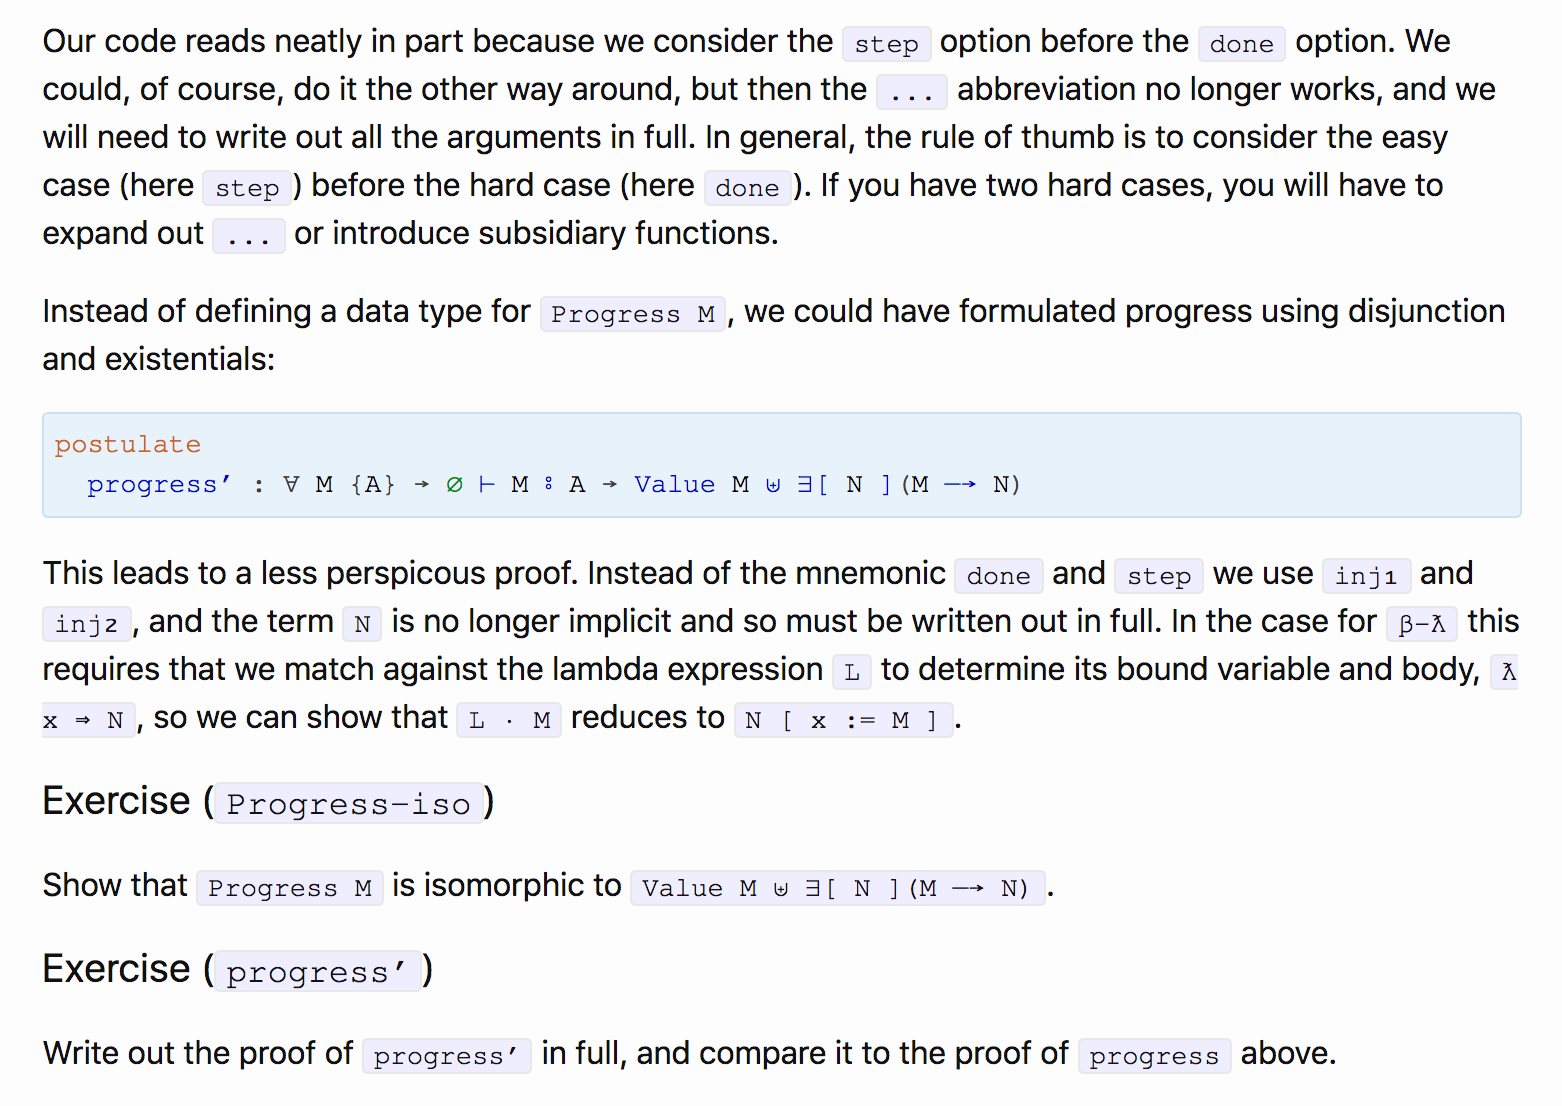 Our code reads neatly in part because we consider the step option before the done option. We
could, of course, do it the other way around, but then the ... abbreviation no longer works, and we
will need to write out all the arguments in full. In general, the rule of thumb is to consider the easy
case (here step) before the hard case (here done). If you have two hard cases, you will have to
expand out ... or introduce subsidiary functions.
Instead of defining a data type for Progress M, we could have formulated progress using disjunction
and existentials:
postulate
progress′ : ∀ M {A} → ∅ ⊢ M ⦂ A → Value M ⊎ ∃[ N ](M —→ N)
This leads to a less perspicous proof. Instead of the mnemonic done and step we use inj₁ and
inj₂, and the term N is no longer implicit and so must be written out in full. In the case for β-ƛ this
requires that we match against the lambda expression L to determine its bound variable and body, ƛ
x ⇒ N, so we can show that L · M reduces to N [ x := M ].
Exercise (Progress-iso)
Show that Progress M is isomorphic to Value M ⊎ ∃[ N ](M —→ N).
Exercise (progress′)
Write out the proof of progress′ in full, and compare it to the proof of progress above.